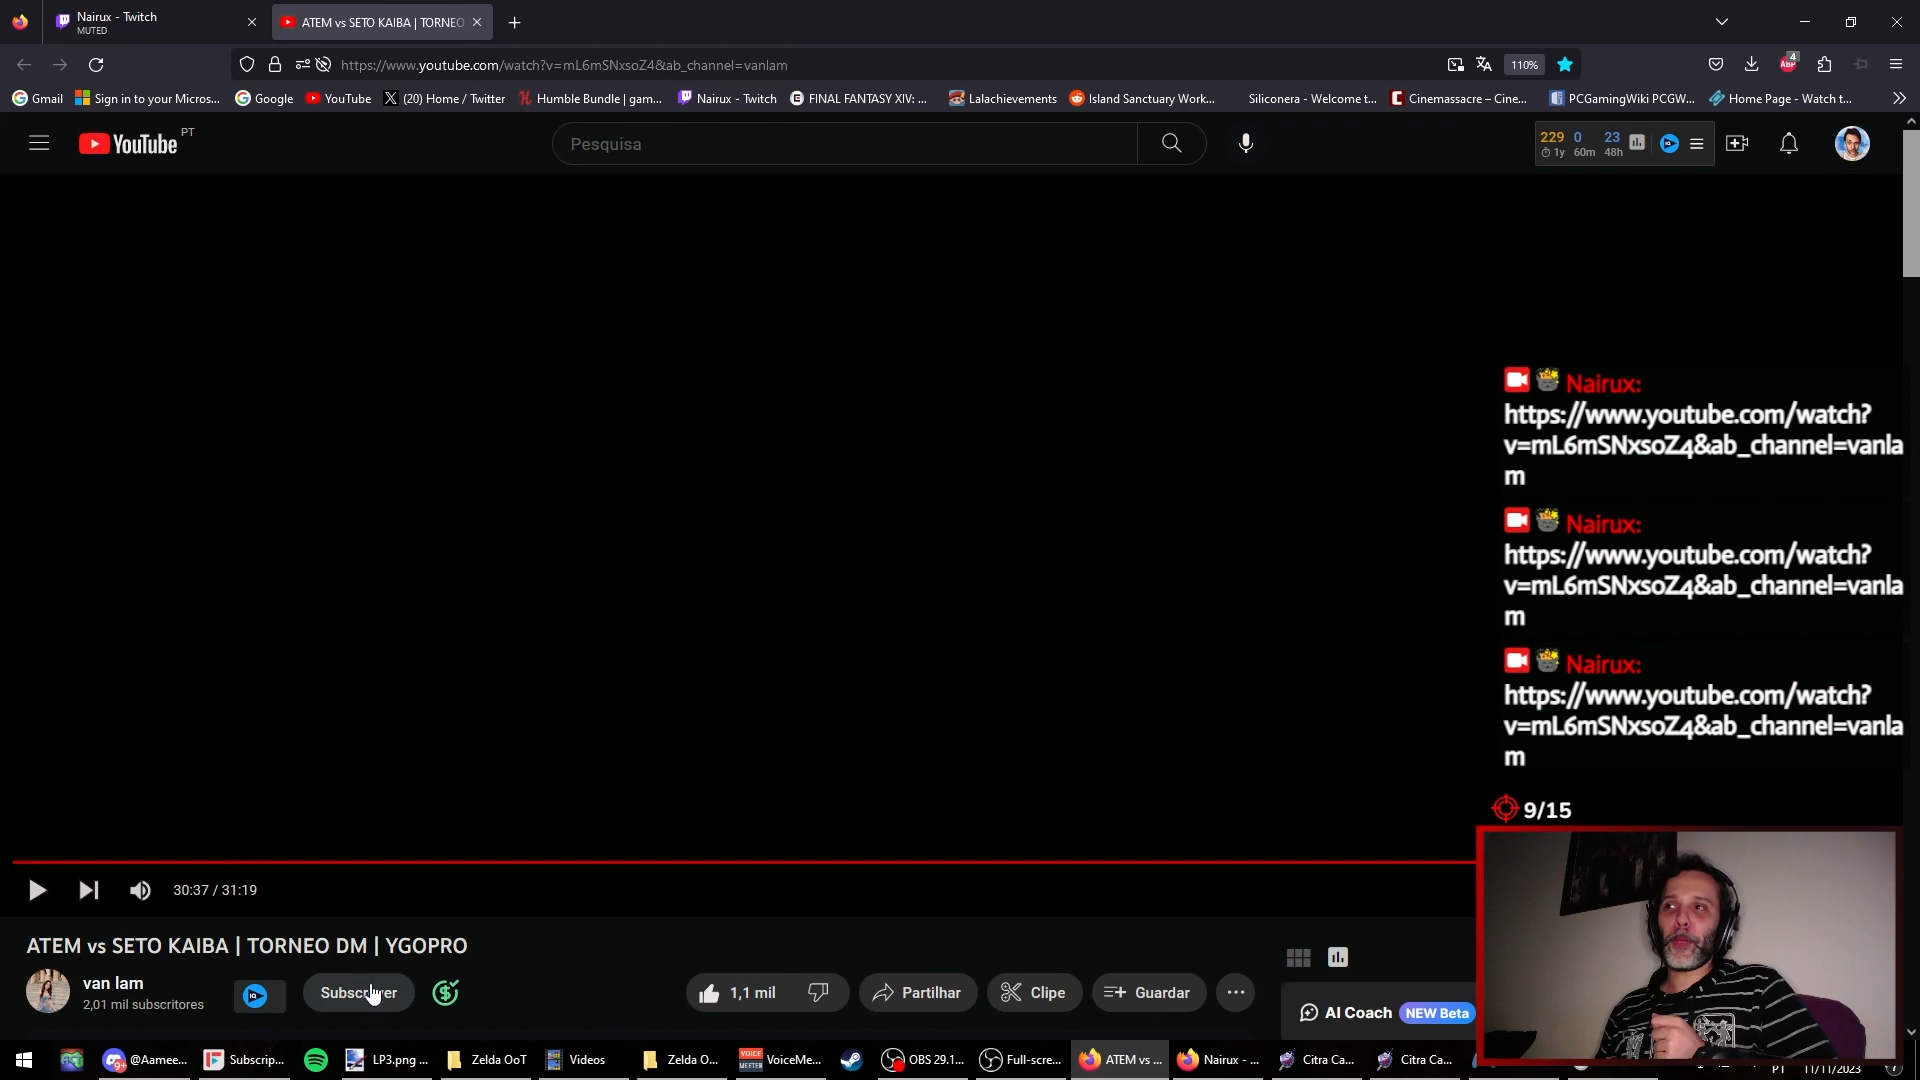 Nairux - Twitch
MUTED
ATEM vs SETO KAIBA | TORNEO
https://www.youtube.com/watch?v=mL6mSNxsoZ4&ab_channel=vanlam
110%
4
Gmail
Sign in to your Micros...
Google
YouTube
(20) Home / Twitter
Humble Bundle | gam...
Nairux - Twitch
FINAL FANTASY XIV: ...
Lalachievements
Island Sanctuary Work...
Siliconera - Welcome t...
Cinemassacre – Cine...
PCGamingWiki PCGW...
Home Page - Watch t...
YouTube PT
Pesquisa
229 0 23
1y 60m 48h
Nairux:
https://www.youtube.com/watch?
v=mL6mSNxsoZ4&ab_channel=vanla
m
Nairux:
https://www.youtube.com/watch?
v=mL6mSNxsoZ4&ab_channel=vanla
m
Nairux:
https://www.youtube.com/watch?
v=mL6mSNxsoZ4&ab_channel=vanla
m
9/15
30:37 / 31:19
ATEM vs SETO KAIBA | TORNEO DM | YGOPRO
van lam
2,01 mil subscritores
Subscrever
1,1 mil
Partilhar
Clipe
Guardar
AI Coach NEW Beta
@Aamee...
Subscrip...
LP3.png ...
Zelda OoT
Videos
Zelda O...
VOICE MEETER
VoiceMe...
OBS 29.1...
Full-scre...
ATEM vs ...
Nairux - ...
Citra Ca...
Citra Ca...
PT
11/11/2023